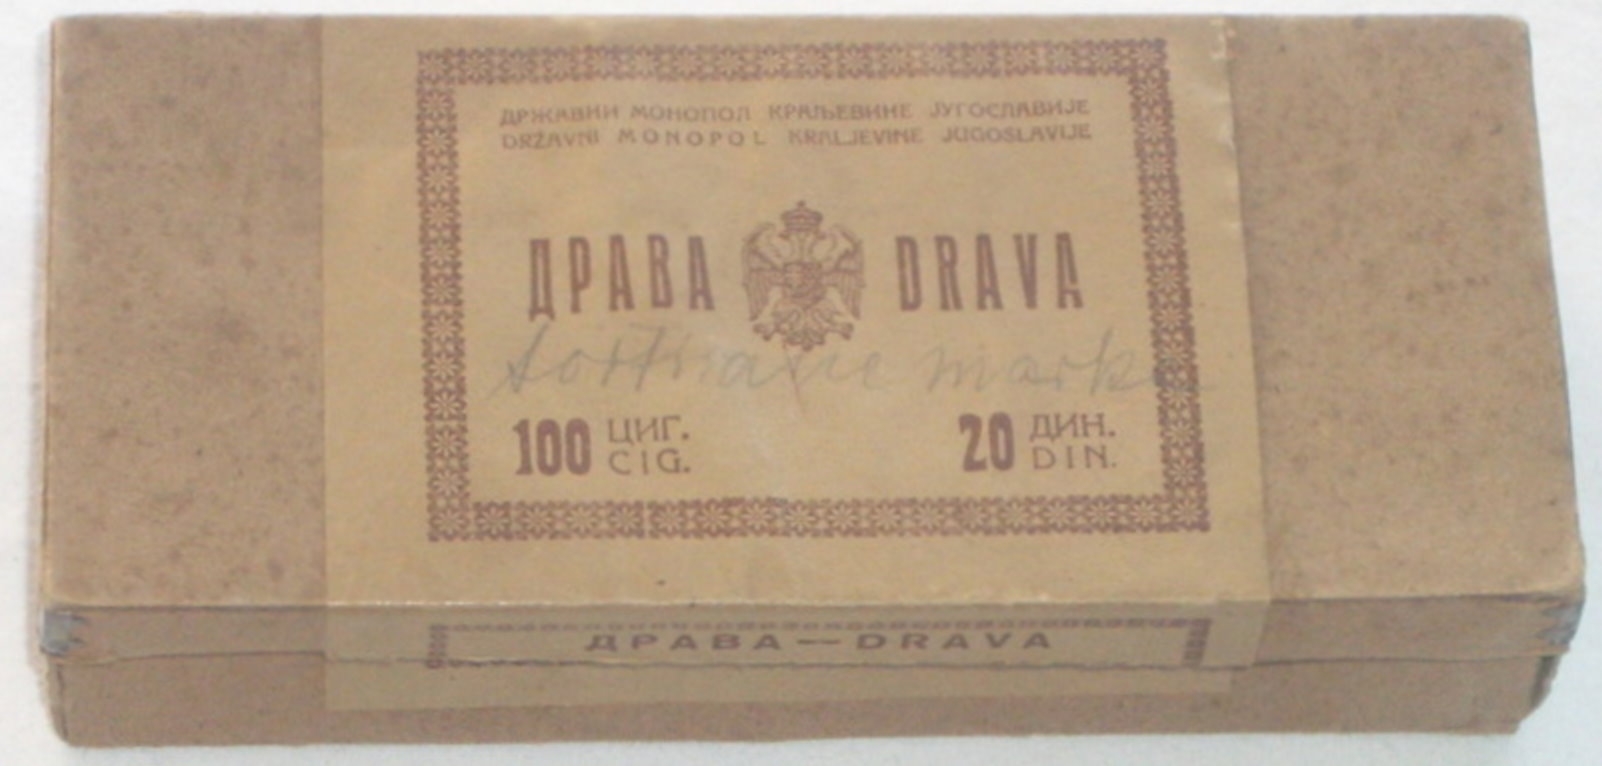 ДРЖАВНИ МОНОПОЛ КРАЉЕВИНЕ ЈУГОСЛАВИЈЕ
DRŽAVNI MONOPOL KRALJEVINE JUGOSLAVIJE
ДРАВА DRAVA
100 ЦИГ. CIG. 20 ДИН. DIN.
ДРАВА — DRAVA